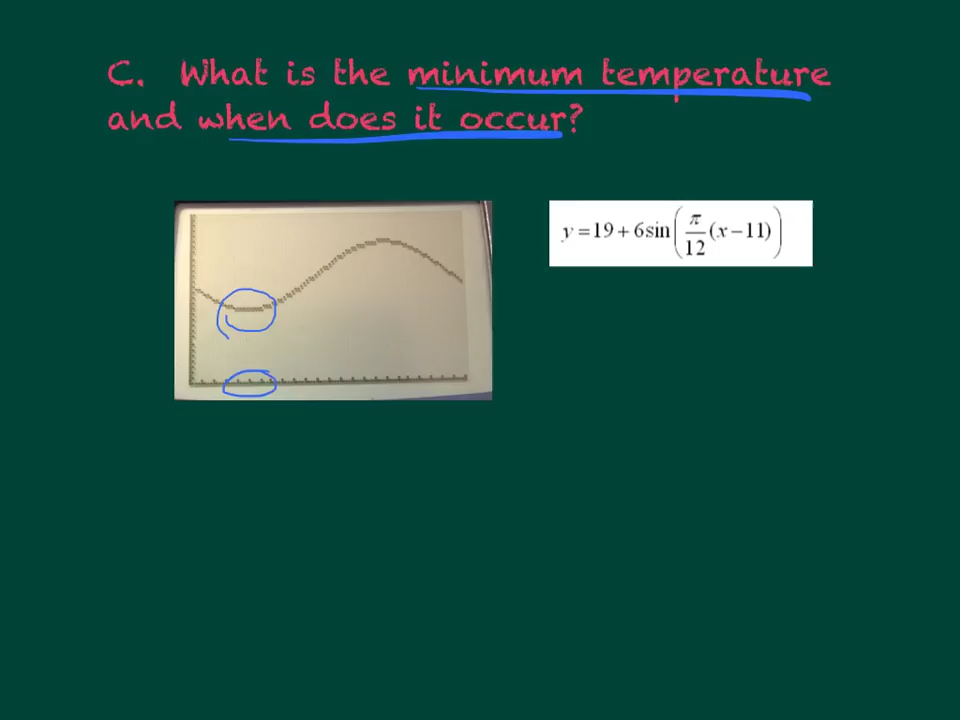 C. What is the minimum temperature
and when does it occur?
y = 19 + 6sin(π/12 (x − 11))